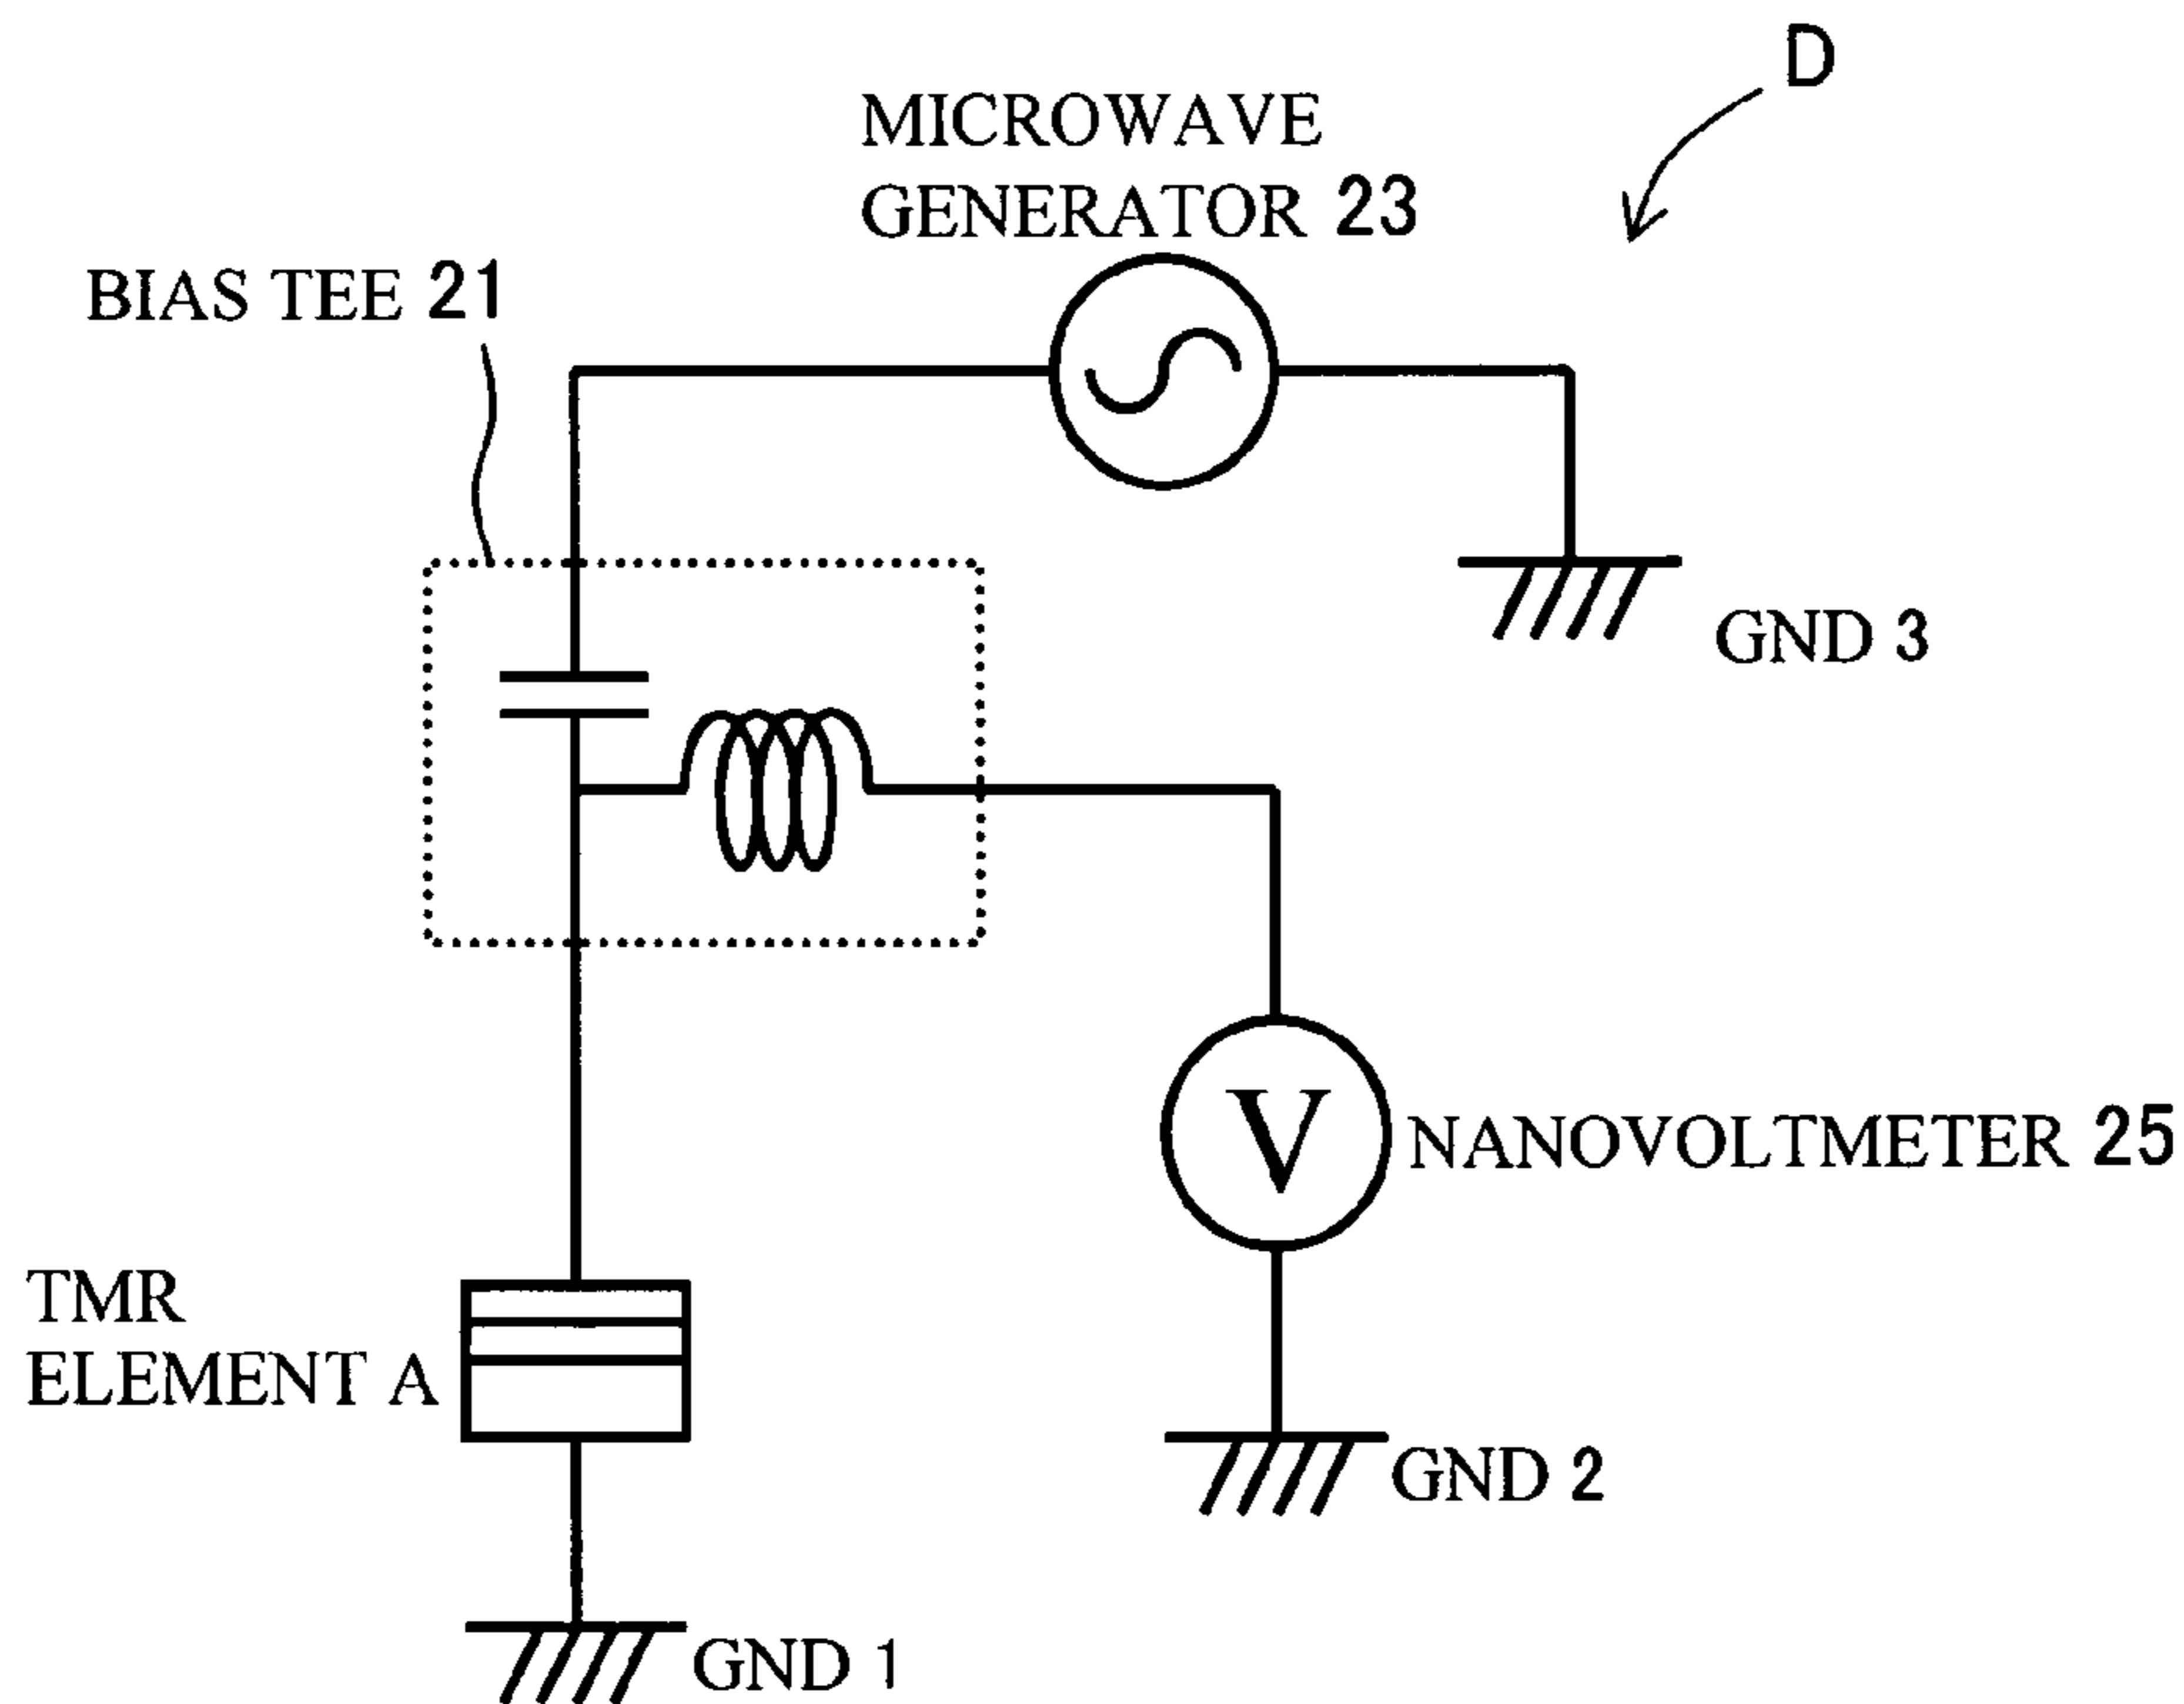 D
MICROWAVE
GENERATOR 23
BIAS TEE 21
GND 3
V
NANOVOLTMETER 25
TMR
ELEMENT A
GND 2
GND 1